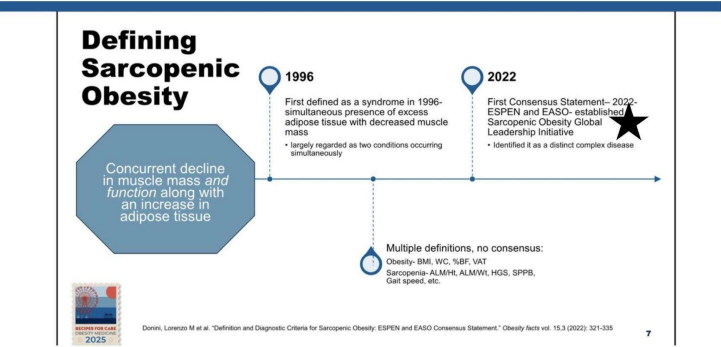 Defining
Sarcopenic
Obesity
Concurrent decline
in muscle mass and
function along with
an increase in
adipose tissue
1996
First defined as a syndrome in 1996-
simultaneous presence of excess
adipose tissue with decreased muscle
mass
• largely regarded as two conditions occurring
simultaneously
2022
First Consensus Statement– 2022-
ESPEN and EASO- established
Sarcopenic Obesity Global
Leadership Initiative
• Identified it as a distinct complex disease
Multiple definitions, no consensus:
Obesity- BMI, WC, %BF, VAT
Sarcopenia- ALM/Ht, ALM/Wt, HGS, SPPB,
Gait speed, etc.
RECIPES FOR CARE
OBESITY MEDICINE
2025
Donini, Lorenzo M et al. “Definition and Diagnostic Criteria for Sarcopenic Obesity: ESPEN and EASO Consensus Statement.” Obesity facts vol. 15,3 (2022): 321-335
7